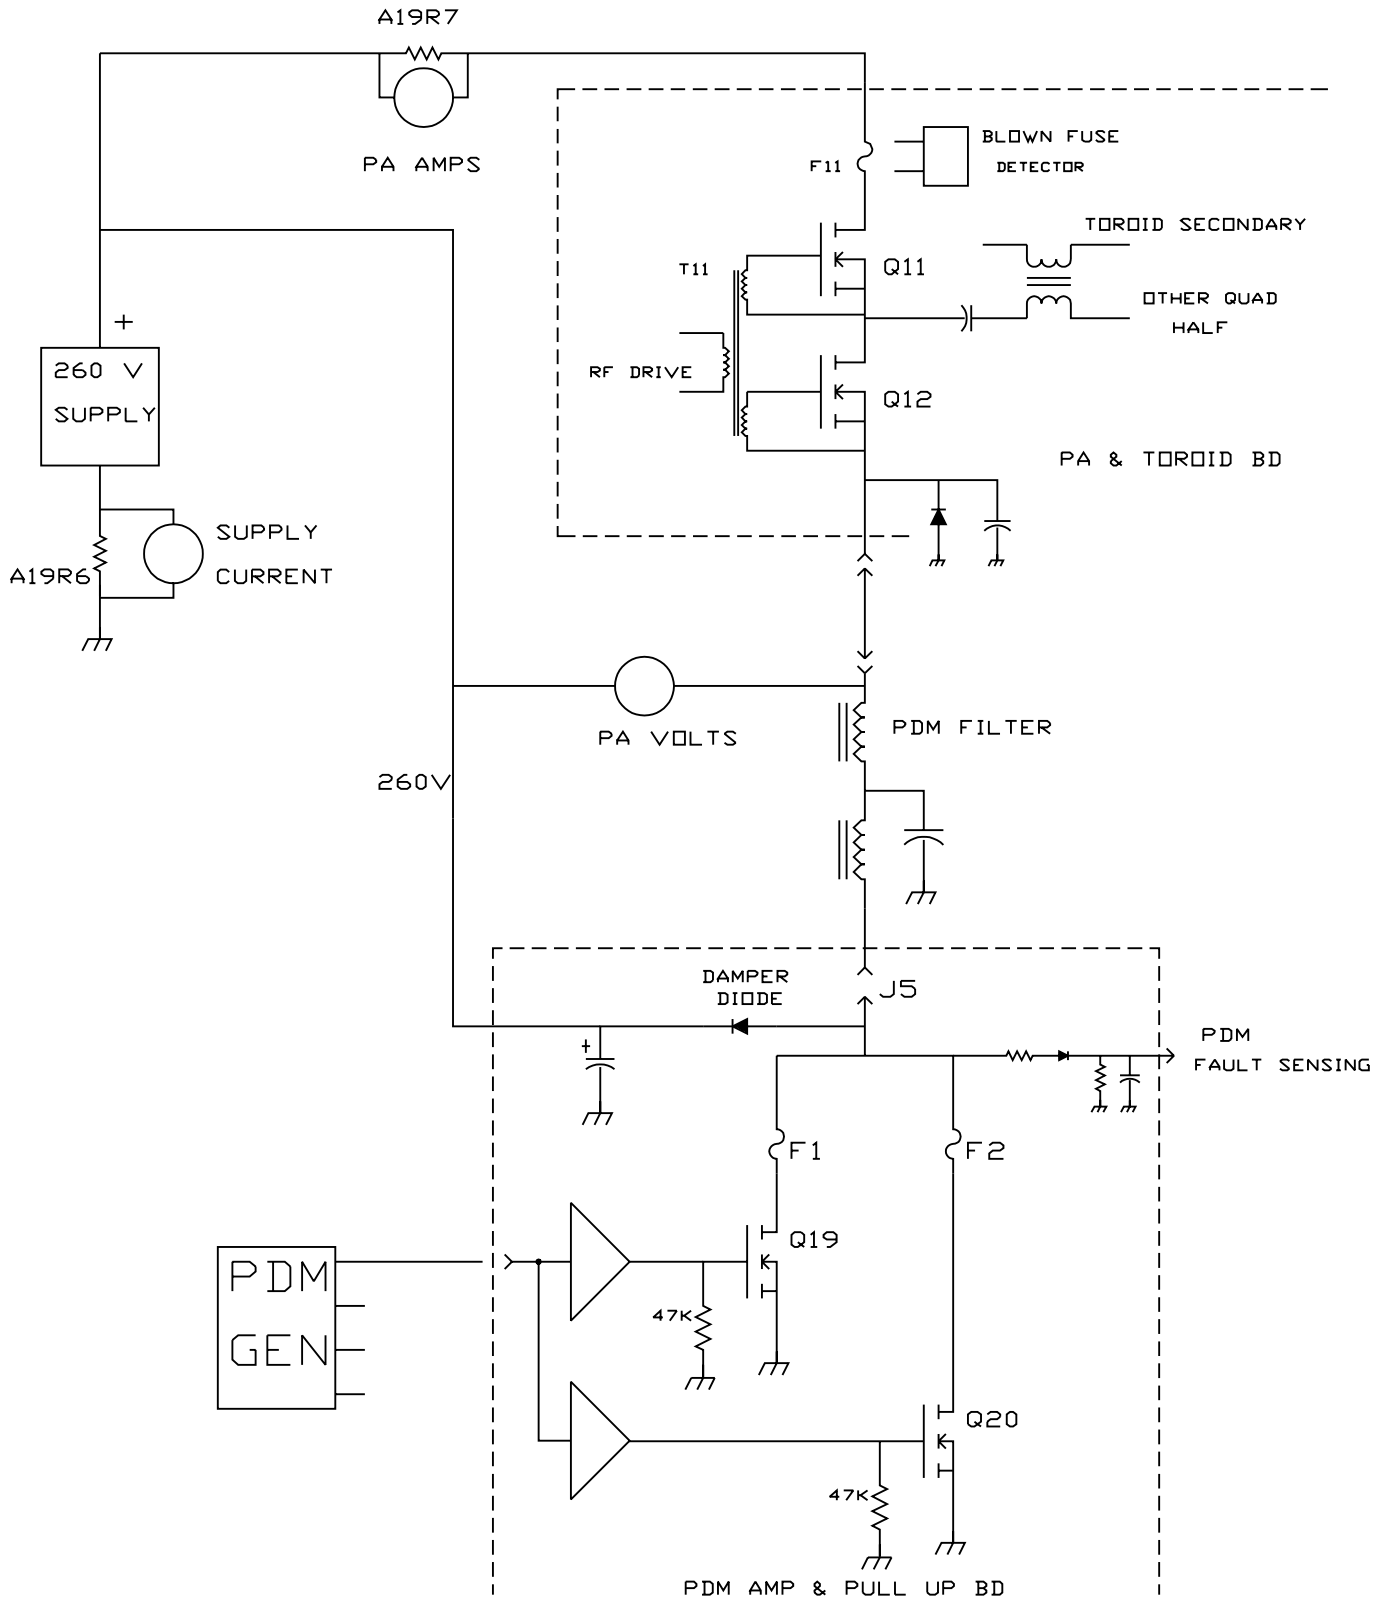 A19R7
PA AMPS
F11
BLOWN FUSE
DETECTOR
TOROID SECONDARY
T11
Q11
OTHER QUAD
HALF
+
260 V
SUPPLY
RF DRIVE
Q12
PA & TOROID BD
SUPPLY
CURRENT
A19R6
PA VOLTS
PDM FILTER
260V
DAMPER
DIODE
J5
+
PDM
FAULT SENSING
F1
F2
Q19
PDM
GEN
47K
Q20
47K
PDM AMP & PULL UP BD